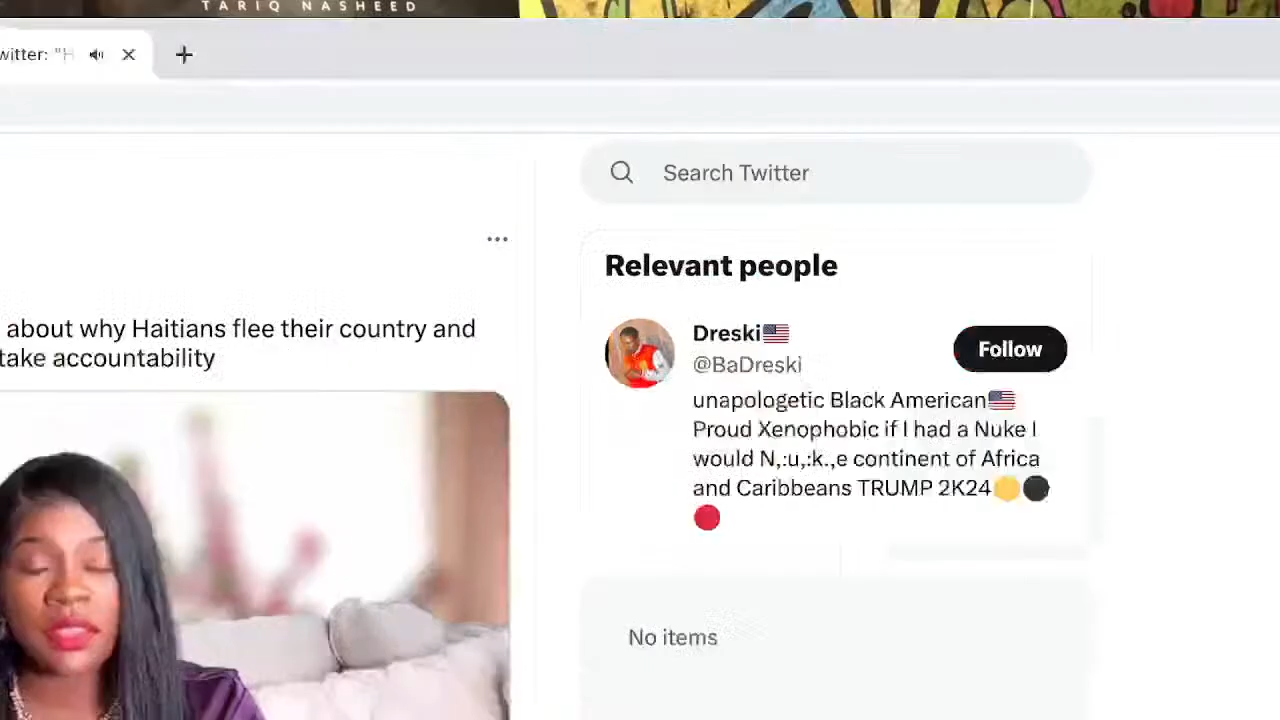 TARIQ NASHEED
witter: "H
Search Twitter
Relevant people
about why Haitians flee their country and
take accountability
Dreski🇺🇸
@BaDreski
Follow
unapologetic Black American🇺🇸
Proud Xenophobic if I had a Nuke I
would N,:u,:k.,e continent of Africa
and Caribbeans TRUMP 2K24🟡⚫
🔴
No items